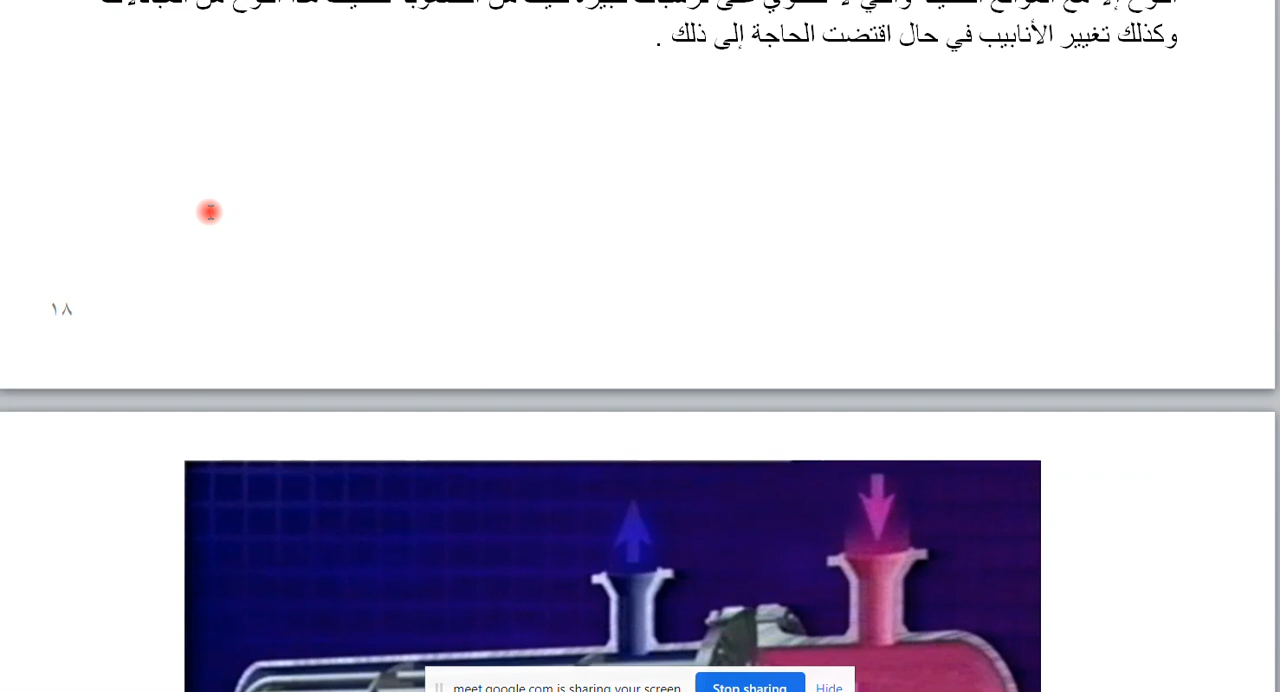 وكذلك تغيير الأنابيب في حال اقتضت الحاجة إلى ذلك .
١٨
meet.google.com is sharing your screen. Stop sharing Hide